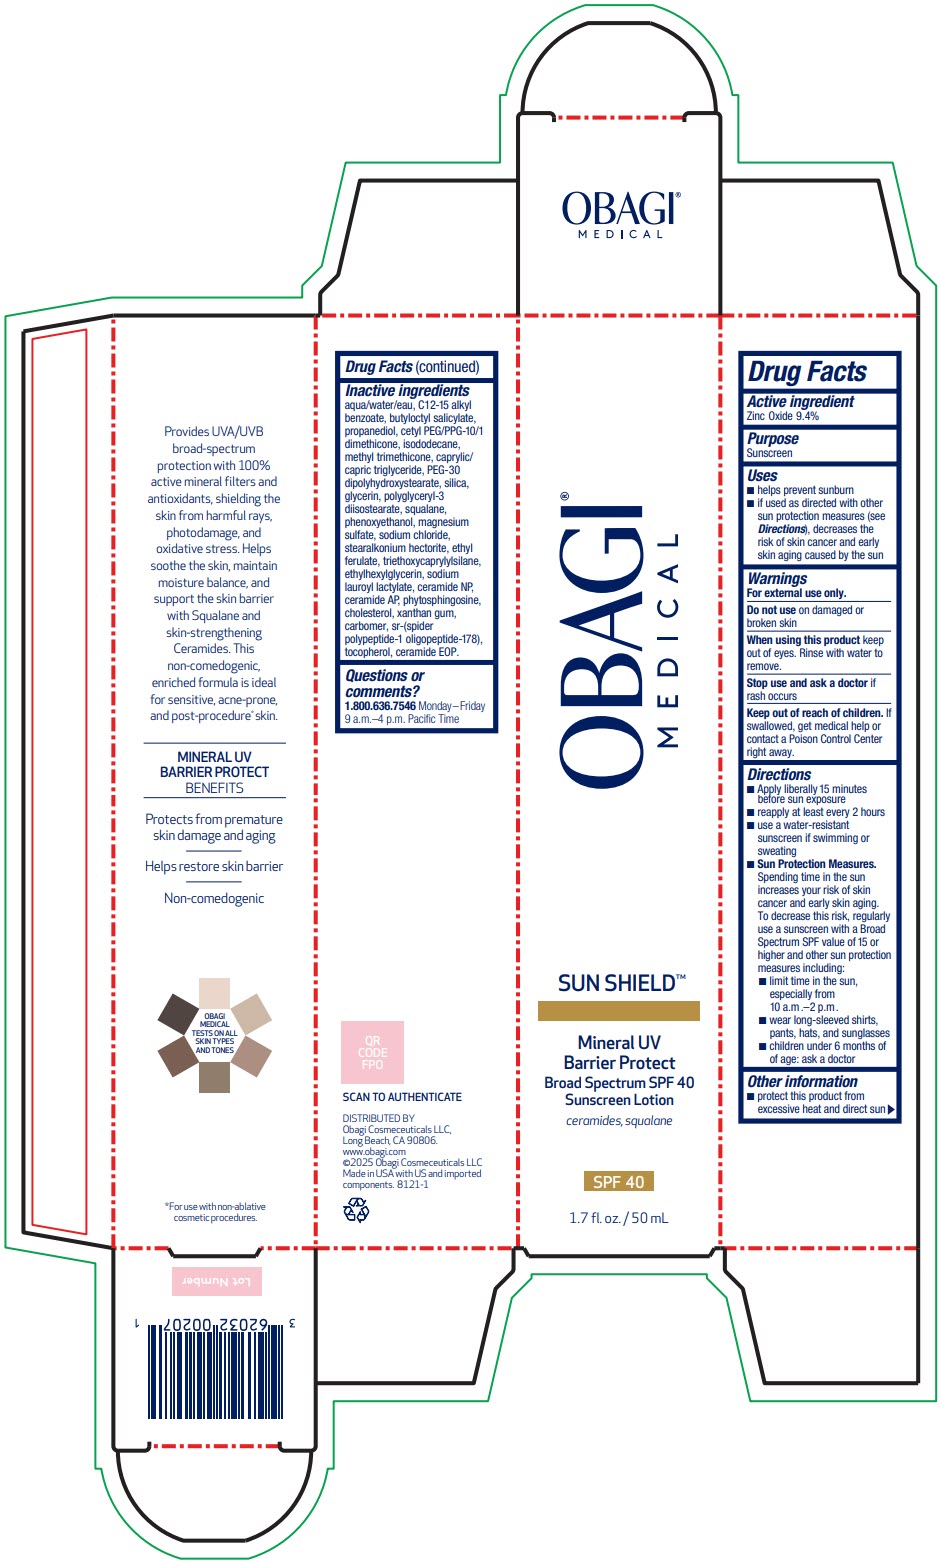 OBAGI®
MEDICAL
Provides UVA/UVB
broad-spectrum
protection with 100%
active mineral filters and
antioxidants, shielding the
skin from harmful rays,
photodamage, and
oxidative stress. Helps
soothe the skin, maintain
moisture balance, and
support the skin barrier
with Squalane and
skin-strengthening
Ceramides. This
non-comedogenic,
enriched formula is ideal
for sensitive, acne-prone,
and post-procedure* skin.
MINERAL UV
BARRIER PROTECT
BENEFITS
Protects from premature
skin damage and aging
Helps restore skin barrier
Non-comedogenic
OBAGI
MEDICAL
TESTS ON ALL
SKIN TYPES
AND TONES
*For use with non-ablative
cosmetic procedures.
Lot Number
3 62032 00207 1
Drug Facts (continued)
Inactive ingredients
aqua/water/eau, C12-15 alkyl
benzoate, butyloctyl salicylate,
propanediol, cetyl PEG/PPG-10/1
dimethicone, isododecane,
methyl trimethicone, caprylic/
capric triglyceride, PEG-30
dipolyhydroxystearate, silica,
glycerin, polyglyceryl-3
diisostearate, squalane,
phenoxyethanol, magnesium
sulfate, sodium chloride,
stearalkonium hectorite, ethyl
ferulate, triethoxycaprylylsilane,
ethylhexylglycerin, sodium
lauroyl lactylate, ceramide NP,
ceramide AP, phytosphingosine,
cholesterol, xanthan gum,
carbomer, sr-(spider
polypeptide-1 oligopeptide-178),
tocopherol, ceramide EOP.
Questions or
comments?
1.800.636.7546 Monday–Friday
9 a.m.–4 p.m. Pacific Time
QR
CODE
FPO
SCAN TO AUTHENTICATE
DISTRIBUTED BY
Obagi Cosmeceuticals LLC,
Long Beach, CA 90806.
www.obagi.com
©2025 Obagi Cosmeceuticals LLC
Made in USA with US and imported
components. 8121-1
OBAGI®
MEDICAL
SUN SHIELD™
Mineral UV
Barrier Protect
Broad Spectrum SPF 40
Sunscreen Lotion
ceramides, squalane
SPF 40
1.7 fl. oz. / 50 mL
Drug Facts
Active ingredient
Zinc Oxide 9.4%
Purpose
Sunscreen
Uses
■ helps prevent sunburn
■ if used as directed with other
sun protection measures (see
Directions), decreases the
risk of skin cancer and early
skin aging caused by the sun
Warnings
For external use only.
Do not use on damaged or
broken skin
When using this product keep
out of eyes. Rinse with water to
remove.
Stop use and ask a doctor if
rash occurs
Keep out of reach of children. If
swallowed, get medical help or
contact a Poison Control Center
right away.
Directions
■ Apply liberally 15 minutes
before sun exposure
■ reapply at least every 2 hours
■ use a water-resistant
sunscreen if swimming or
sweating
■ Sun Protection Measures.
Spending time in the sun
increases your risk of skin
cancer and early skin aging.
To decrease this risk, regularly
use a sunscreen with a Broad
Spectrum SPF value of 15 or
higher and other sun protection
measures including:
■ limit time in the sun,
especially from
10 a.m.–2 p.m.
■ wear long-sleeved shirts,
pants, hats, and sunglasses
■ children under 6 months of
of age: ask a doctor
Other information
■ protect this product from
excessive heat and direct sun